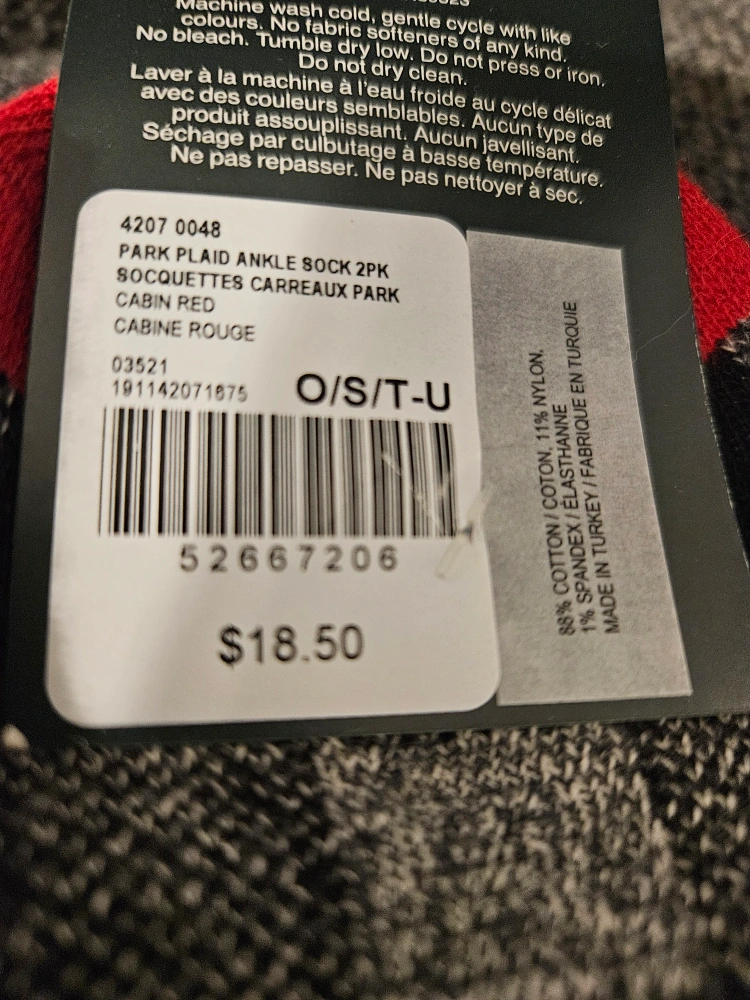 Machine wash cold, gentle cycle with like
colours. No fabric softeners of any kind.
No bleach. Tumble dry low. Do not press or iron.
Do not dry clean.
Laver à la machine à l'eau froide au cycle délicat
avec des couleurs semblables. Aucun type de
produit assouplissant. Aucun javellisant.
Séchage par culbutage à basse température.
Ne pas repasser. Ne pas nettoyer à sec.
4207 0048
PARK PLAID ANKLE SOCK 2PK
SOCQUETTES CARREAUX PARK
CABIN RED
CABINE ROUGE
03521
191142071675
O/S/T-U
52667206
$18.50
88% COTTON / COTON, 11% NYLON,
1% SPANDEX / ÉLASTHANNE
MADE IN TURKEY / FABRIQUE EN TURQUIE